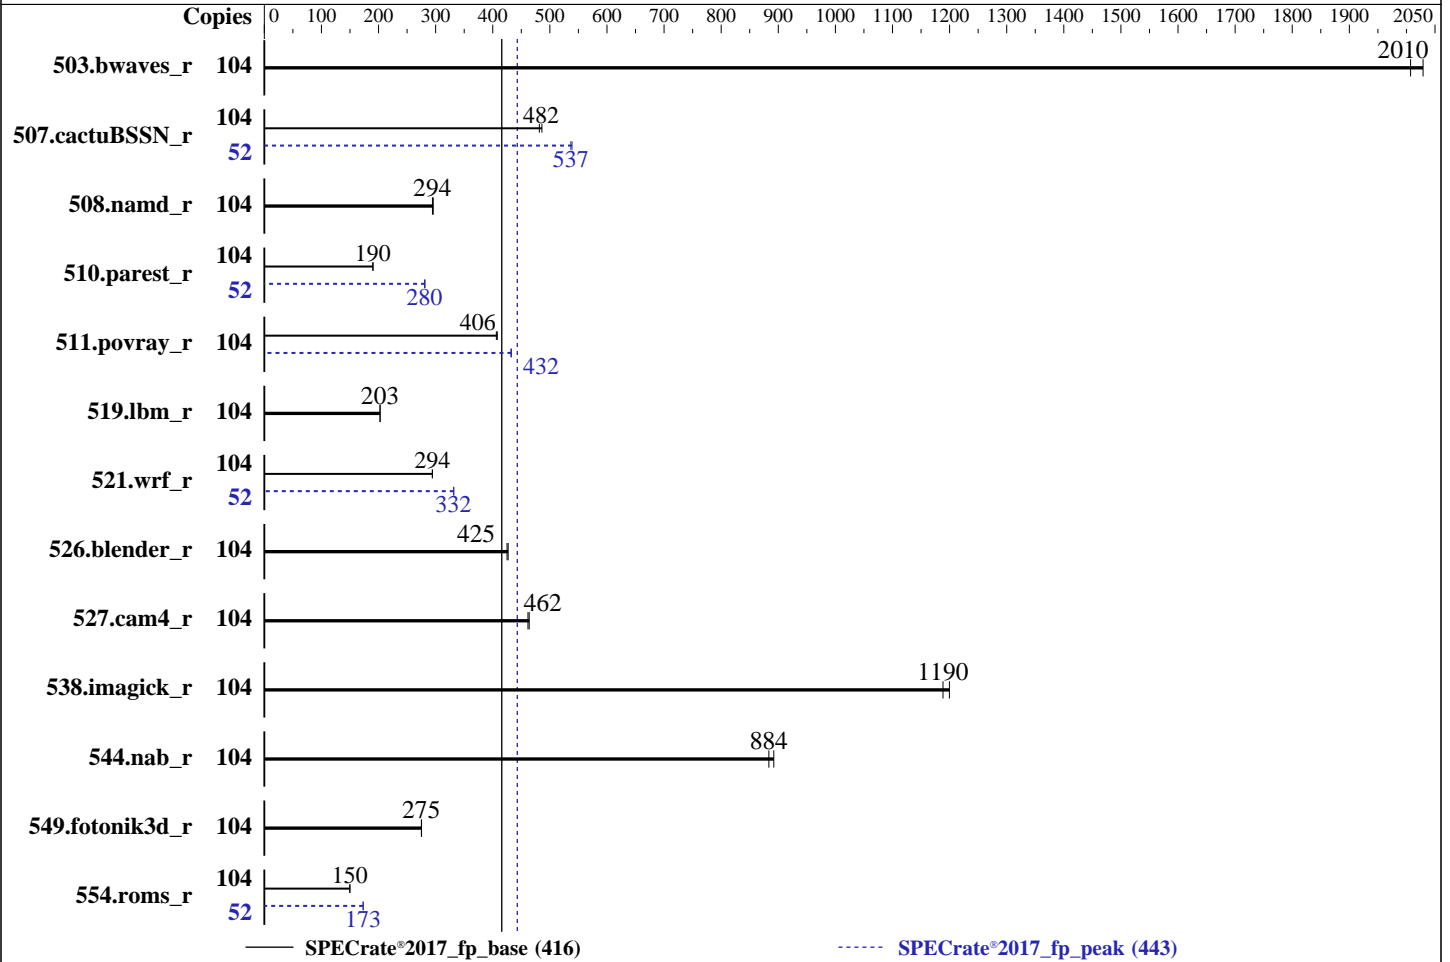 Copies 0 100 200 300 400 500 600 700 800 900 1000 1100 1200 1300 1400 1500 1600 1700 1800 1900 2050
503.bwaves_r 104 2010
507.cactuBSSN_r 104 482
52 537
508.namd_r 104 294
510.parest_r 104 190
52 280
511.povray_r 104 406
432
519.lbm_r 104 203
521.wrf_r 104 294
52 332
526.blender_r 104 425
527.cam4_r 104 462
538.imagick_r 104 1190
544.nab_r 104 884
549.fotonik3d_r 104 275
554.roms_r 104 150
52 173
SPECrate®2017_fp_base (416) SPECrate®2017_fp_peak (443)